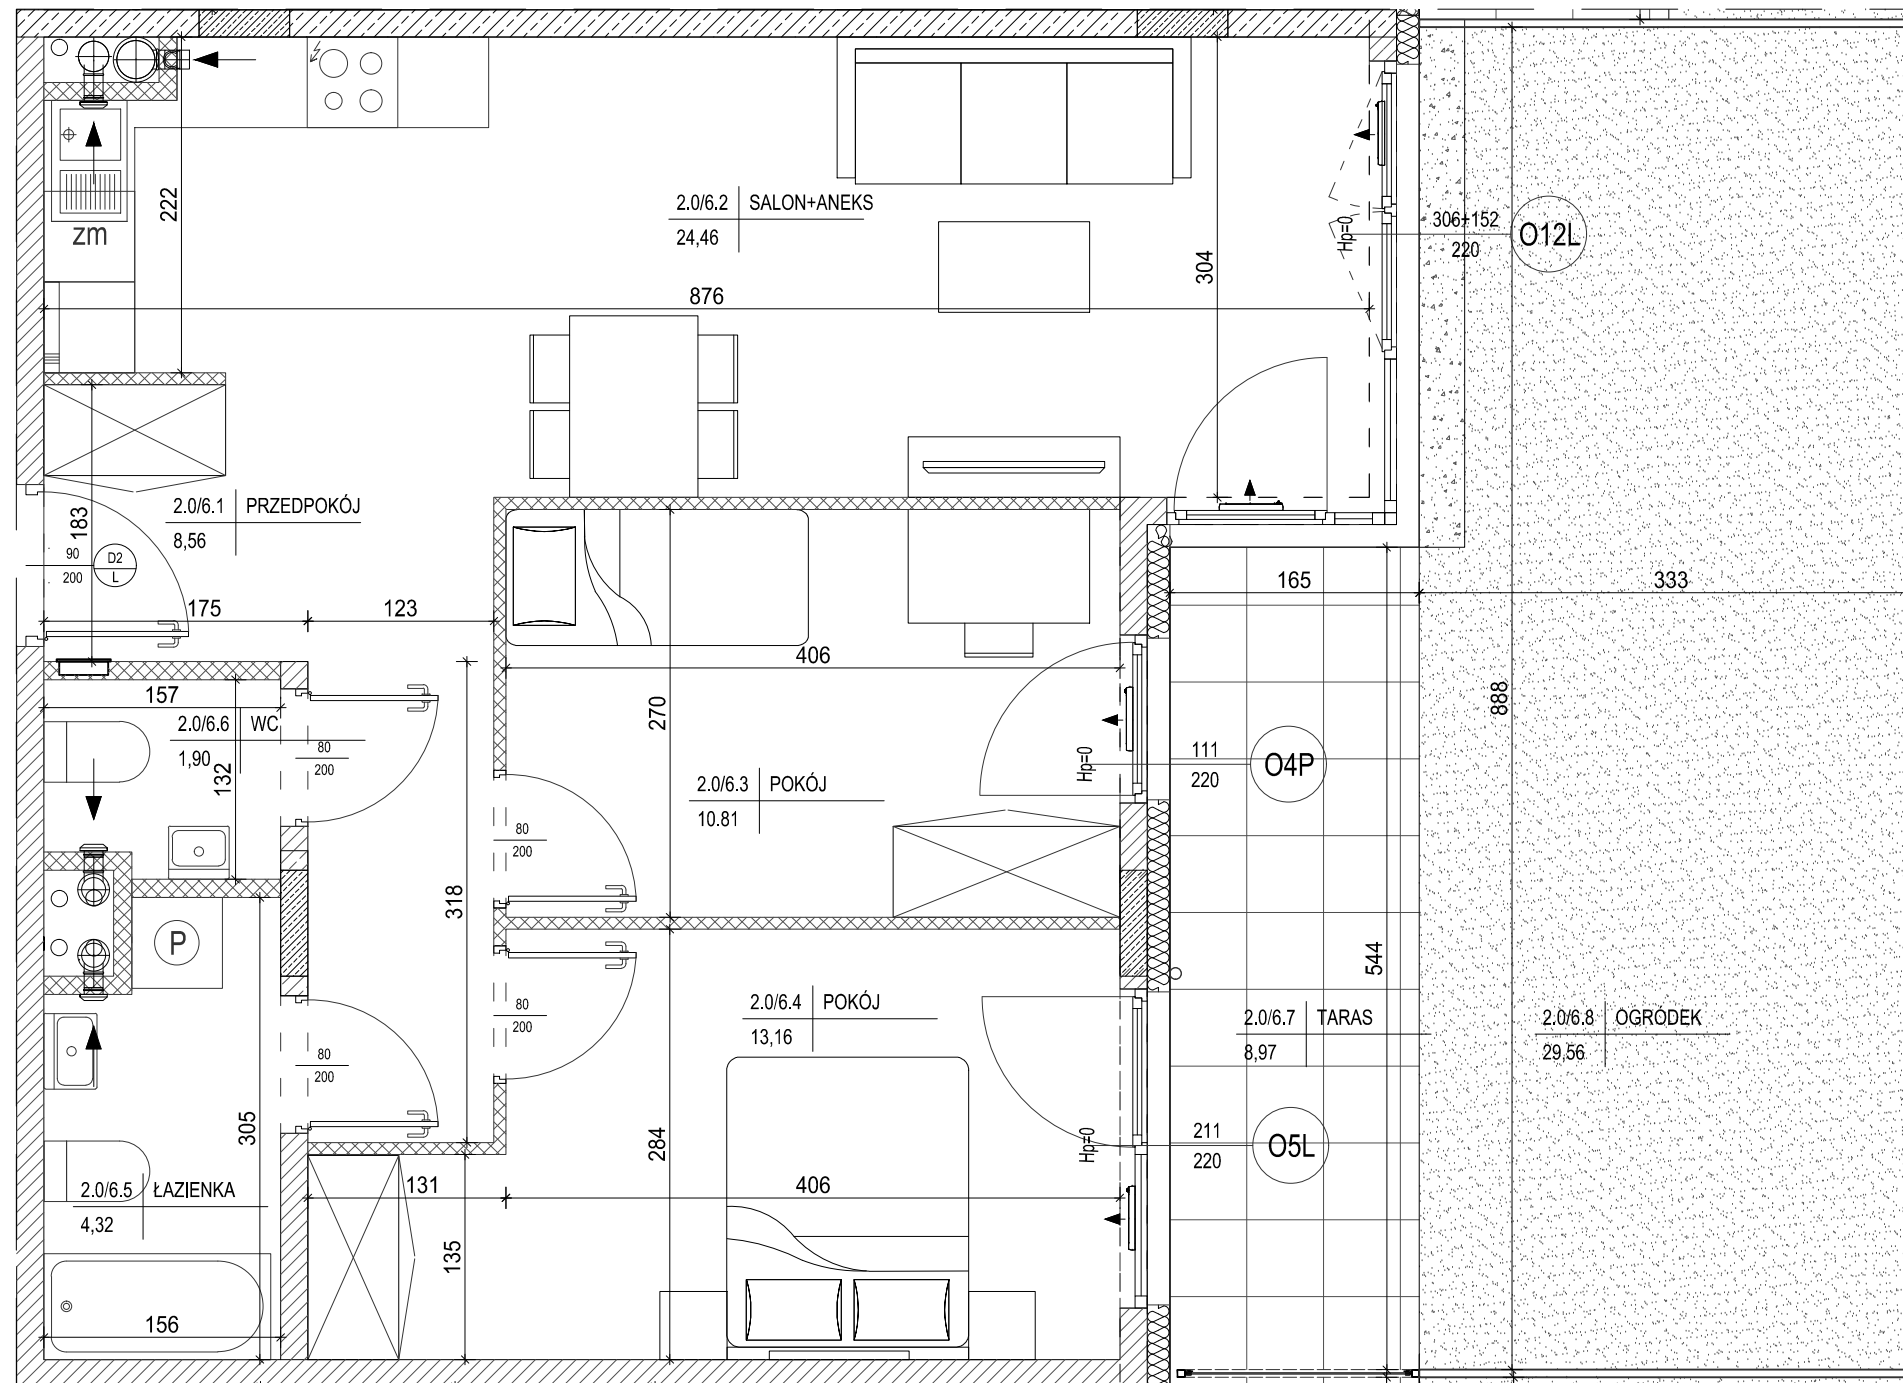 222
zm
2.0/6.2 SALON+ANEKS
24,46
876
304
Hp=0
306+152
220
O12L
183
2.0/6.1 PRZEDPOKÓJ
8,56
90
200
D2
L
175
123
165
333
888
406
270
157
2.0/6.6 WC
1,90
132
80
200
2.0/6.3 POKÓJ
10.81
Hp=0
111
220
O4P
80
200
318
P
544
80
200
2.0/6.4 POKÓJ
13,16
2.0/6.7 TARAS
8,97
2.0/6.8 OGRÓDEK
29,56
80
200
305
284
Hp=0
211
220
O5L
2.0/6.5 ŁAZIENKA
4,32
131
406
135
156